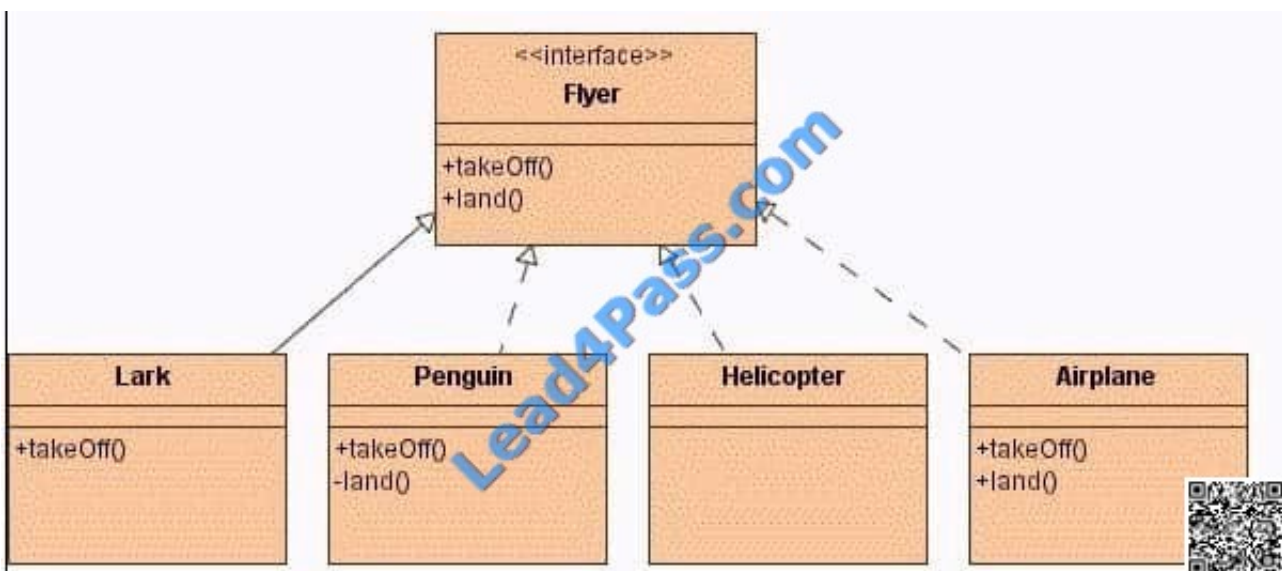 <<interface>>
Flyer
+takeOff()
+land()
Lark
+takeOff()
Penguin
+takeOff()
-land()
Helicopter
Airplane
+takeOff()
+land()
Lead4Pass.com